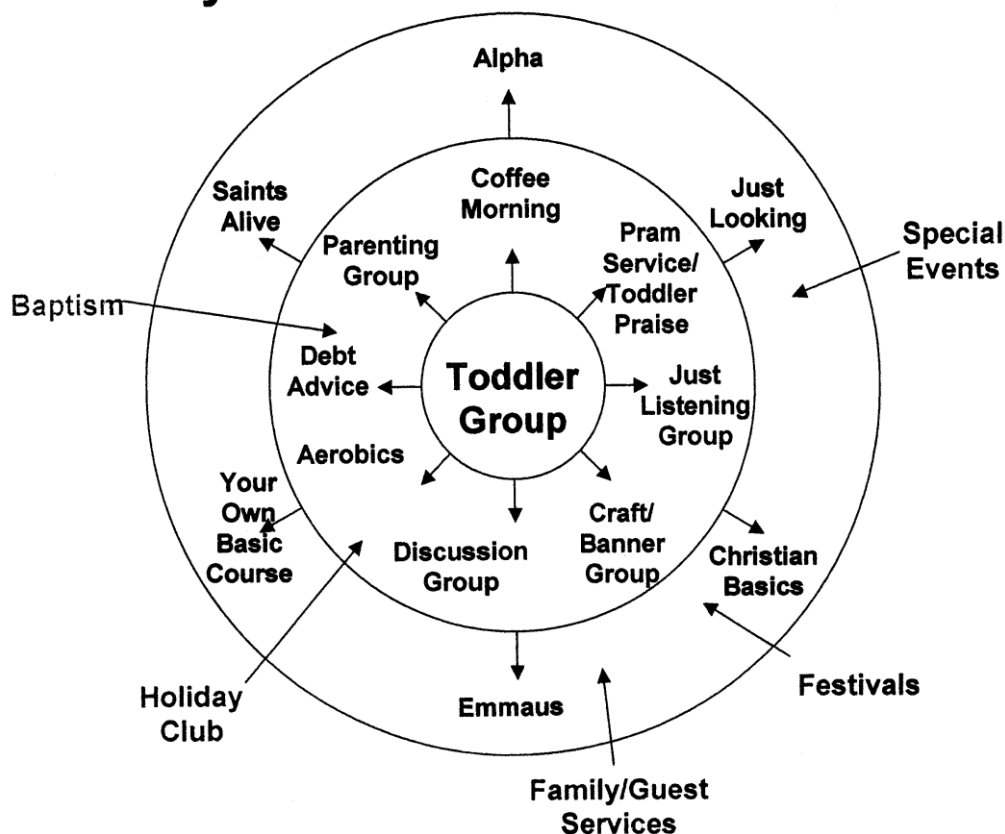 Alpha
Coffee
Morning
Saints
Alive
Just
Looking
Parenting
Group
Pram
Service/
Toddler
Praise
Special
Events
Baptism
Debt
Advice
Toddler
Group
Just
Listening
Group
Aerobics
Your
Own
Basic
Course
Discussion
Group
Craft/
Banner
Group
Christian
Basics
Holiday
Club
Emmaus
Festivals
Family/Guest
Services